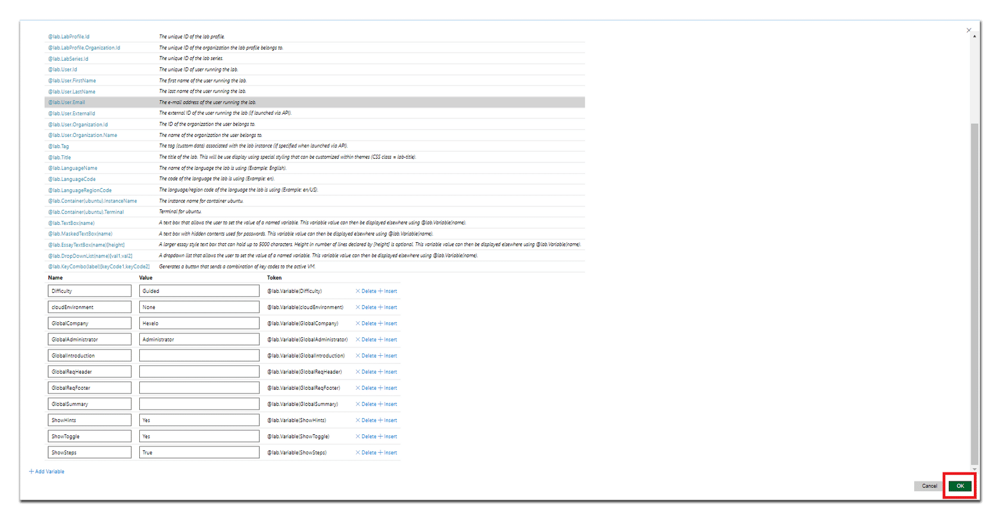 @lab.LabProfile.Id The unique ID of the lab profile.
@lab.LabProfile.Organization.Id The unique ID of the organization the lab profile belongs to.
@lab.LabSeries.Id The unique ID of the lab series.
@lab.User.Id The unique ID of user running the lab.
@lab.User.FirstName The first name of the user running the lab.
@lab.User.LastName The last name of the user running the lab.
@lab.User.Email The e-mail address of the user running the lab.
@lab.User.ExternalId The external ID of the user running the lab (if launched via API).
@lab.User.Organization.Id The ID of the organization the user belongs to.
@lab.User.Organization.Name The name of the organization the user belongs to.
@lab.Tag The tag (custom data) associated with the lab instance (if specified when launched via API).
@lab.Title The title of the lab. This will be use display using special styling that can be customized within themes (CSS class = lab-title).
@lab.LanguageName The name of the language the lab is using (Example: English).
@lab.LanguageCode The code of the language the lab is using (Example: en).
@lab.LanguageRegionCode The language/region code of the language the lab is using (Example: en/US).
@lab.Container(ubuntu).InstanceName The instance name for container ubuntu.
@lab.Container(ubuntu).Terminal Terminal for ubuntu.
@lab.TextBox(name) A text box that allows the user to set the value of a named variable. This variable value can then be displayed elsewhere using @lab.Variable(name).
@lab.MaskedTextBox(name) A text box with hidden contents used for passwords. This variable value can then be displayed elsewhere using @lab.Variable(name).
@lab.EssayTextBox(name)[height] A larger essay style text box that can hold up to 5000 characters. Height in number of lines declared by [height] is optional. This variable value can then be displayed elsewhere using @lab.Variable(name).
@lab.DropDownList(name)[val1,val2] A dropdown list that allows the user to set the value of a named variable. This variable value can then be displayed elsewhere using @lab.Variable(name).
@lab.KeyCombo(label)[keyCode1,keyCode2] Generates a button that sends a combination of key codes to the active VM.
Name Value Token
Difficulty Guided @lab.Variable(Difficulty) Delete Insert
cloudEnvironment None @lab.Variable(cloudEnvironment) Delete Insert
GlobalCompany Hexelo @lab.Variable(GlobalCompany) Delete Insert
GlobalAdministrator Administrator @lab.Variable(GlobalAdministrator) Delete Insert
GlobalIntroduction @lab.Variable(GlobalIntroduction) Delete Insert
GlobalReqHeader @lab.Variable(GlobalReqHeader) Delete Insert
GlobalReqFooter @lab.Variable(GlobalReqFooter) Delete Insert
GlobalSummary @lab.Variable(GlobalSummary) Delete Insert
ShowHints Yes @lab.Variable(ShowHints) Delete Insert
ShowToggle Yes @lab.Variable(ShowToggle) Delete Insert
ShowSteps True @lab.Variable(ShowSteps) Delete Insert
Add Variable
Cancel OK